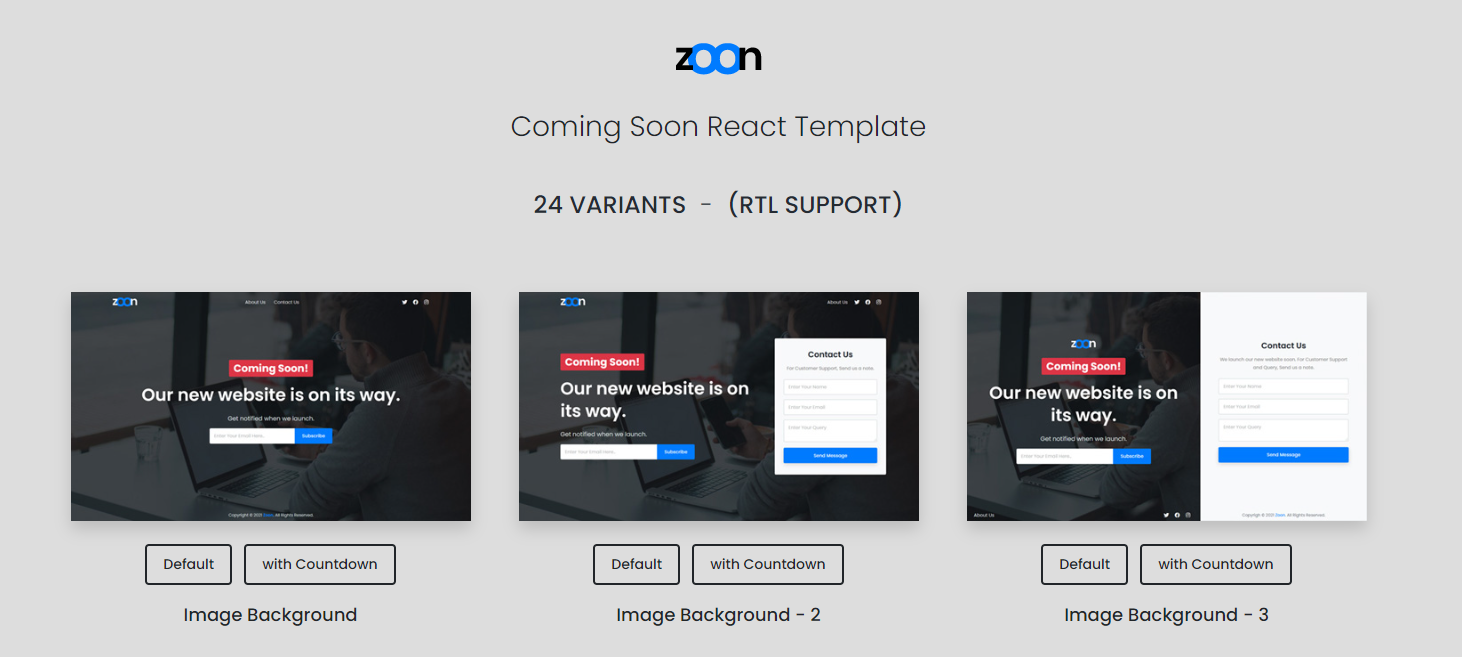 zoon
Coming Soon React Template
24 VARIANTS - (RTL SUPPORT)
zoon
About Us Contact Us
Coming Soon!
Our new website is on its way.
Get notified when we launch.
Enter Your Email Here..
Subscribe
Copyright © 2021 Zoon. All Rights Reserved.
Default
with Countdown
Image Background
zoon
About Us
Coming Soon!
Our new website is on
its way.
Get notified when we launch.
Enter Your Email Here..
Subscribe
Contact Us
For Customer Support, Send us a note.
Enter Your Name
Enter Your Email
Enter Your Query
Send Message
Default
with Countdown
Image Background - 2
zoon
Coming Soon!
Our new website is on
its way.
Get notified when we launch.
Enter Your Email Here..
Subscribe
About Us
Contact Us
We launch our new website soon. For Customer Support
and Query, Send us a note.
Enter Your Name
Enter Your Email
Enter Your Query
Send Message
Copyright © 2021 Zoon. All Rights Reserved.
Default
with Countdown
Image Background - 3